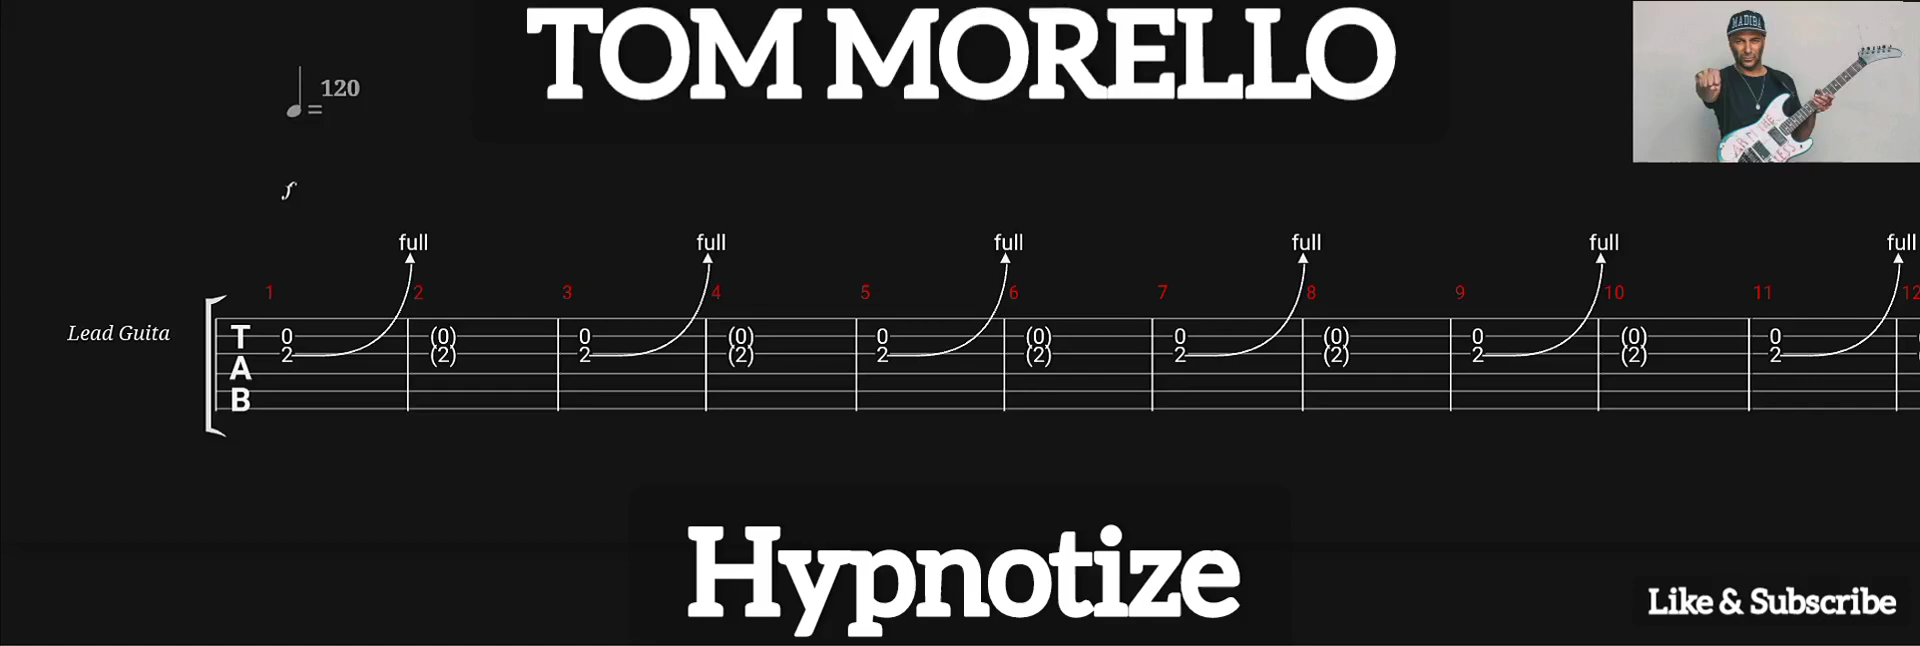 TOM MORELLO
MADIBA
= 120
f
full full full full full full
1 2 3 4 5 6 7 8 9 10 11 12
Lead Guita
T 0 (0) 0 (0) 0 (0) 0 (0) 0 (0) 0
A 2 (2) 2 (2) 2 (2) 2 (2) 2 (2) 2
B
Hypnotize
Like & Subscribe